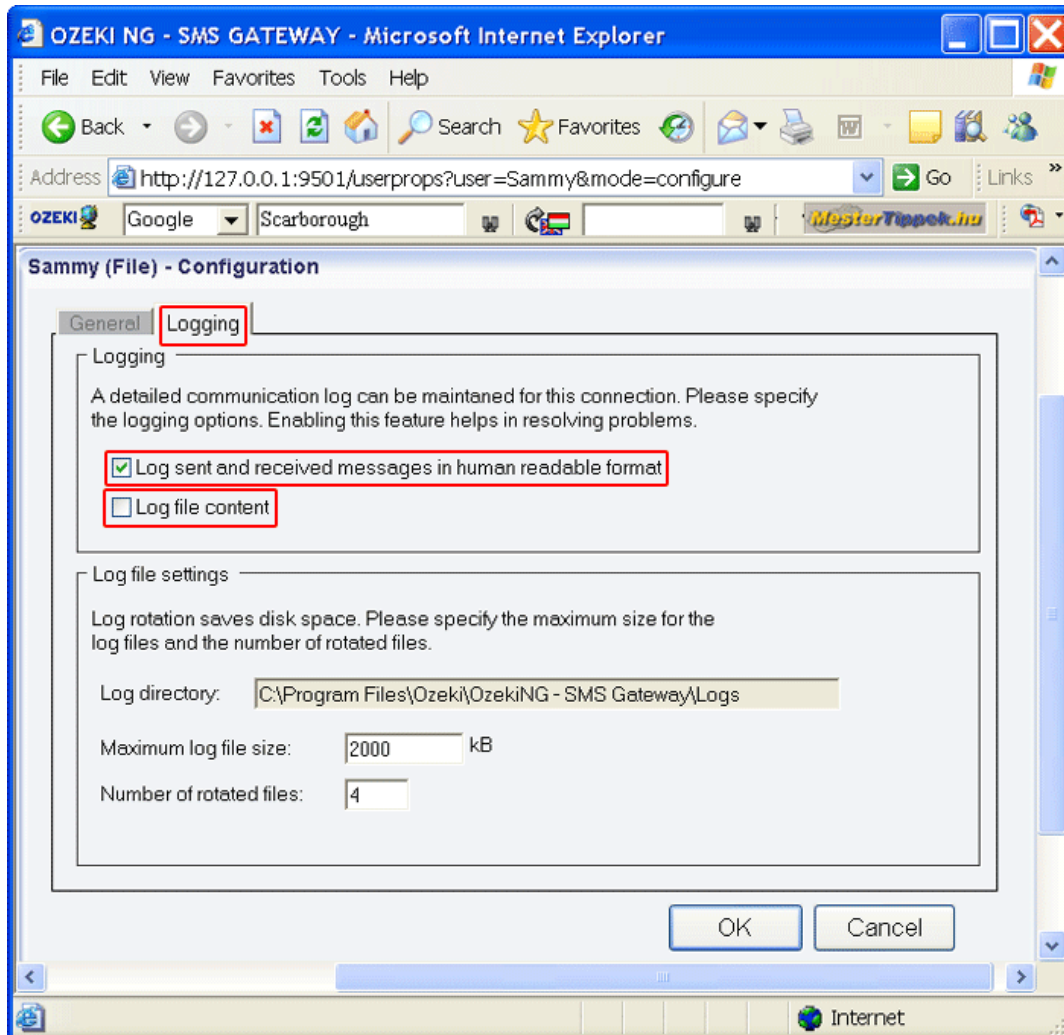 OZEKI NG - SMS GATEWAY - Microsoft Internet Explorer
File Edit View Favorites Tools Help
Back Search Favorites
Address http://127.0.0.1:9501/userprops?user=Sammy&mode=configure Go Links »
OZEKI Google Scarborough MesterTippek.hu
Sammy (File) - Configuration
General Logging
Logging
A detailed communication log can be maintaned for this connection. Please specify
the logging options. Enabling this feature helps in resolving problems.
Log sent and received messages in human readable format
Log file content
Log file settings
Log rotation saves disk space. Please specify the maximum size for the
log files and the number of rotated files.
Log directory: C:\Program Files\Ozeki\OzekiNG - SMS Gateway\Logs
Maximum log file size: 2000 kB
Number of rotated files: 4
OK Cancel
Internet